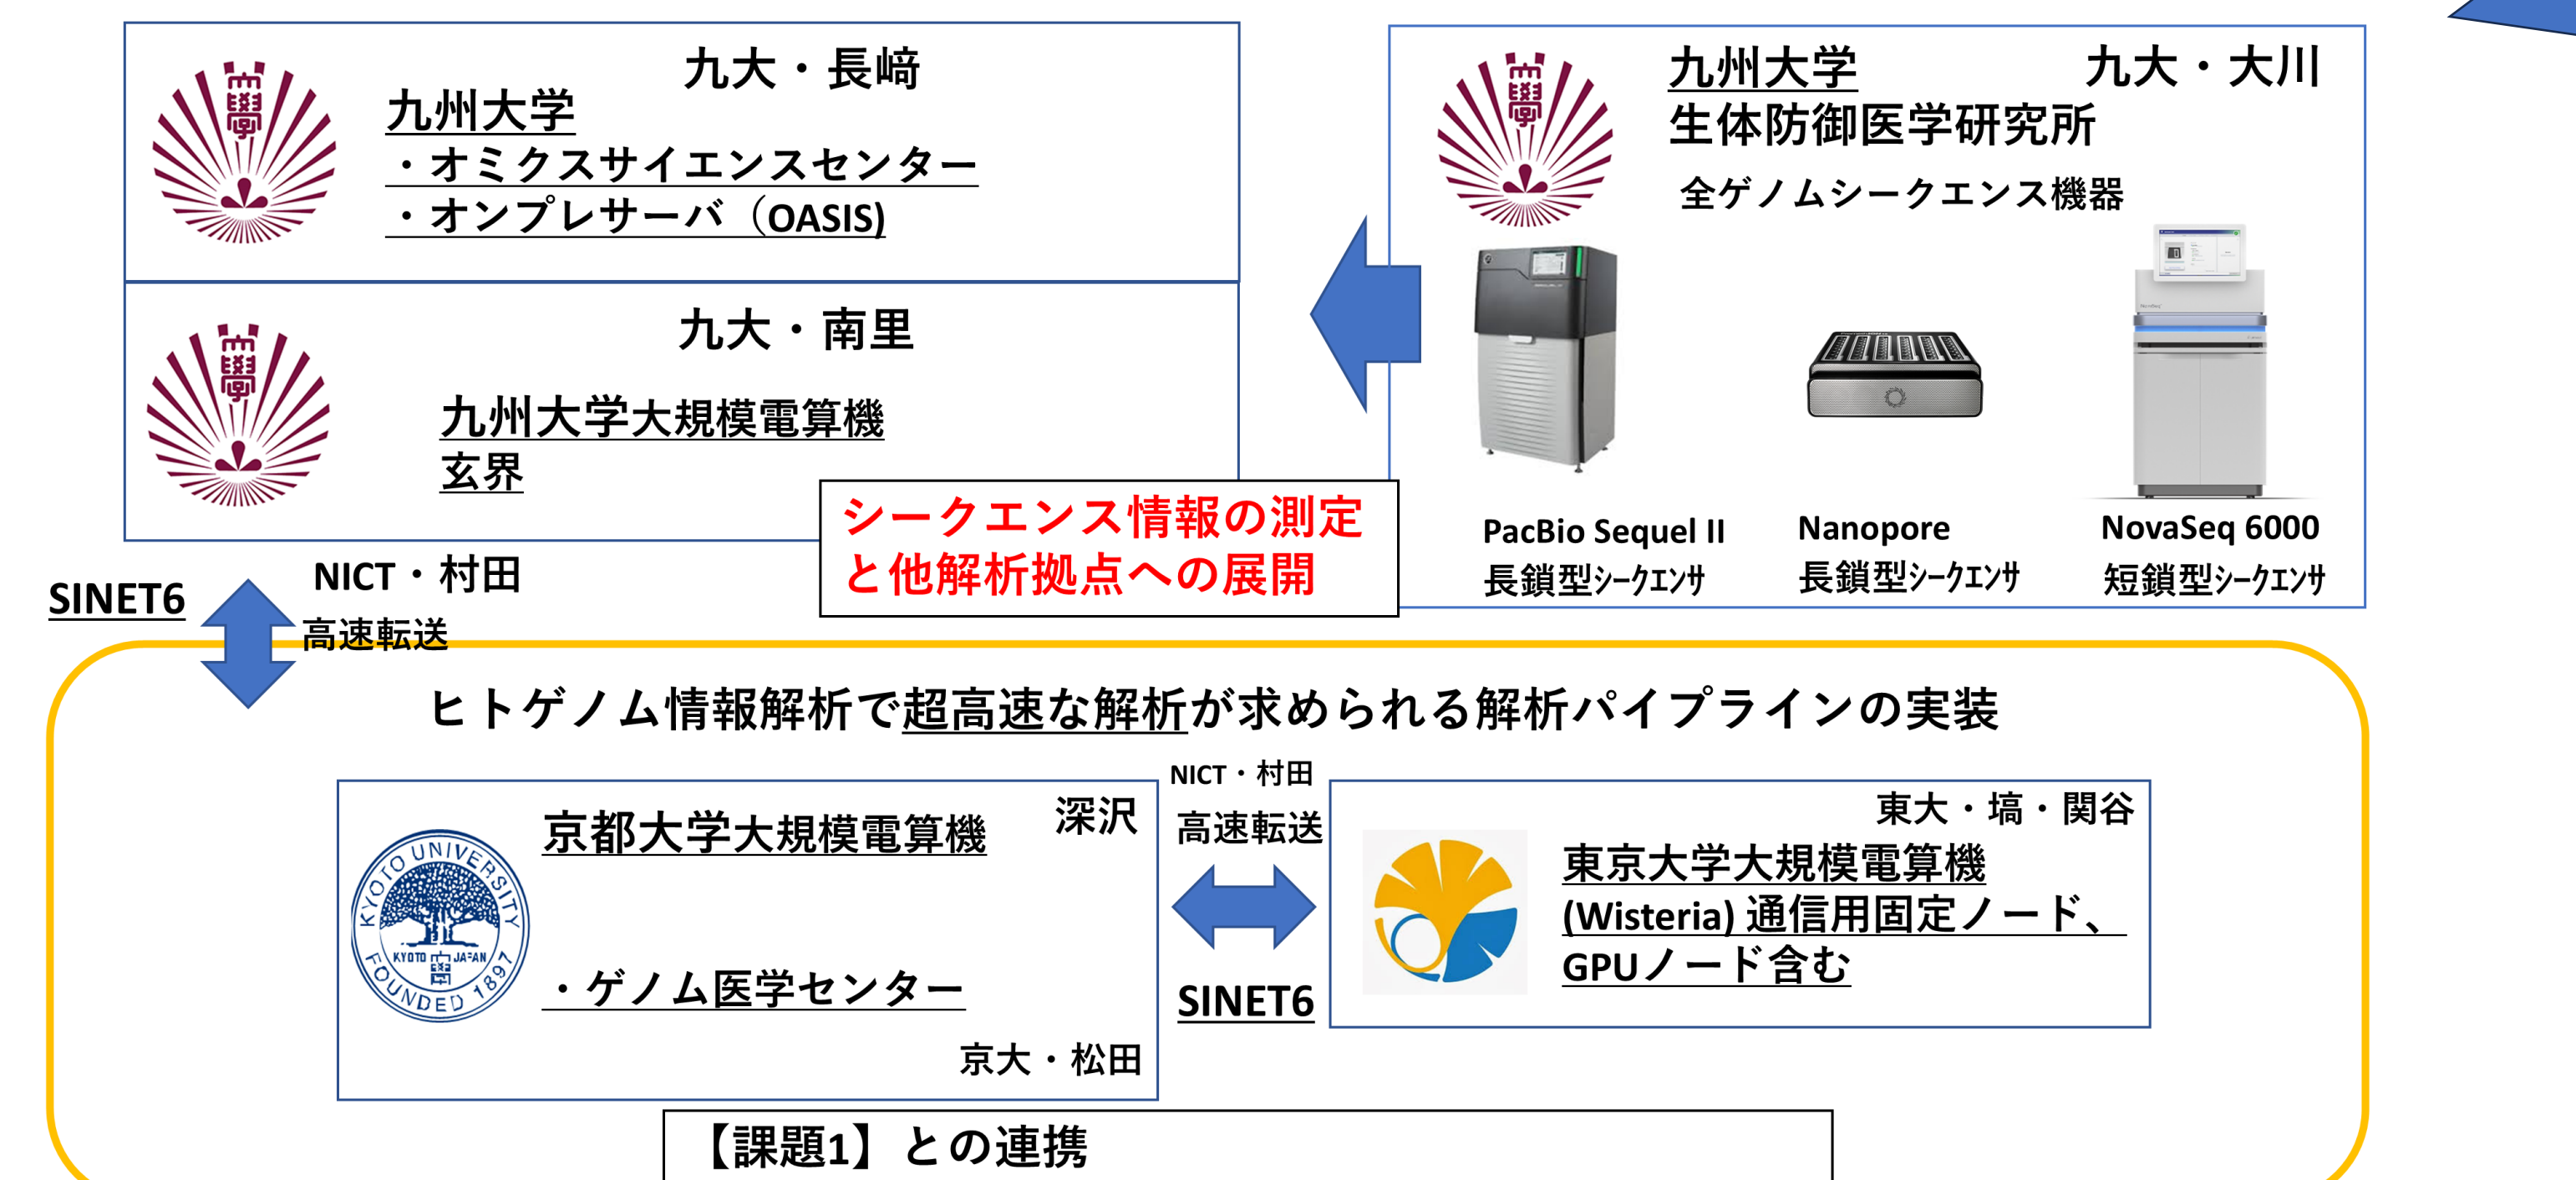 九大・長﨑
九州大学
・オミクスサイエンスセンター
・オンプレサーバ（OASIS)
九大・南里
九州大学大規模電算機
玄界
九州大学
九大・大川
生体防御医学研究所
全ゲノムシークエンス機器
PacBio Sequel II
長鎖型ｼｰｸｴﾝｻ
Nanopore
長鎖型ｼｰｸｴﾝｻ
NovaSeq 6000
短鎖型ｼｰｸｴﾝｻ
シークエンス情報の測定
と他解析拠点への展開
SINET6
NICT・村田
高速転送
ヒトゲノム情報解析で超高速な解析が求められる解析パイプラインの実装
深沢
京都大学大規模電算機
・ゲノム医学センター
京大・松田
KYOTO UNIVERSITY
FOUNDED 1897
KYOTO JAPAN
NICT・村田
高速転送
SINET6
東大・塙・関谷
東京大学大規模電算機
(Wisteria) 通信用固定ノード、
GPUノード含む
【課題1】との連携